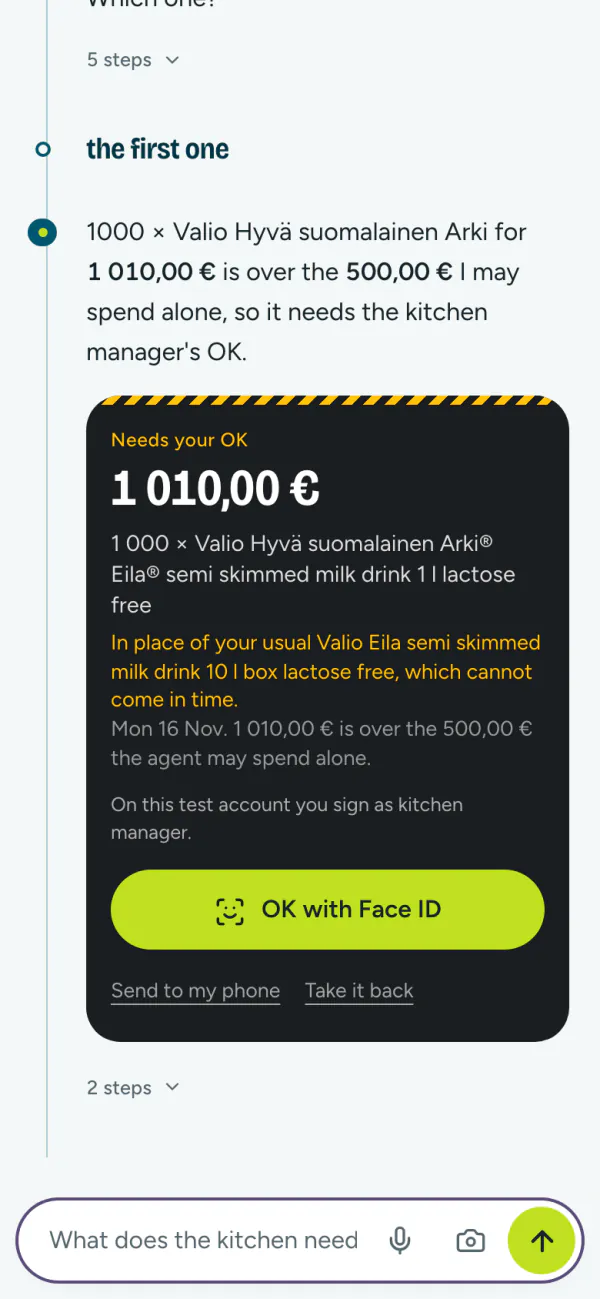 Which one?
5 steps
the first one
1000 × Valio Hyvä suomalainen Arki for
1 010,00 € is over the 500,00 € I may
spend alone, so it needs the kitchen
manager's OK.
Needs your OK
1 010,00 €
1 000 × Valio Hyvä suomalainen Arki®
Eila® semi skimmed milk drink 1 l lactose
free
In place of your usual Valio Eila semi skimmed
milk drink 10 l box lactose free, which cannot
come in time.
Mon 16 Nov. 1 010,00 € is over the 500,00 €
the agent may spend alone.
On this test account you sign as kitchen
manager.
OK with Face ID
Send to my phone Take it back
2 steps
What does the kitchen need